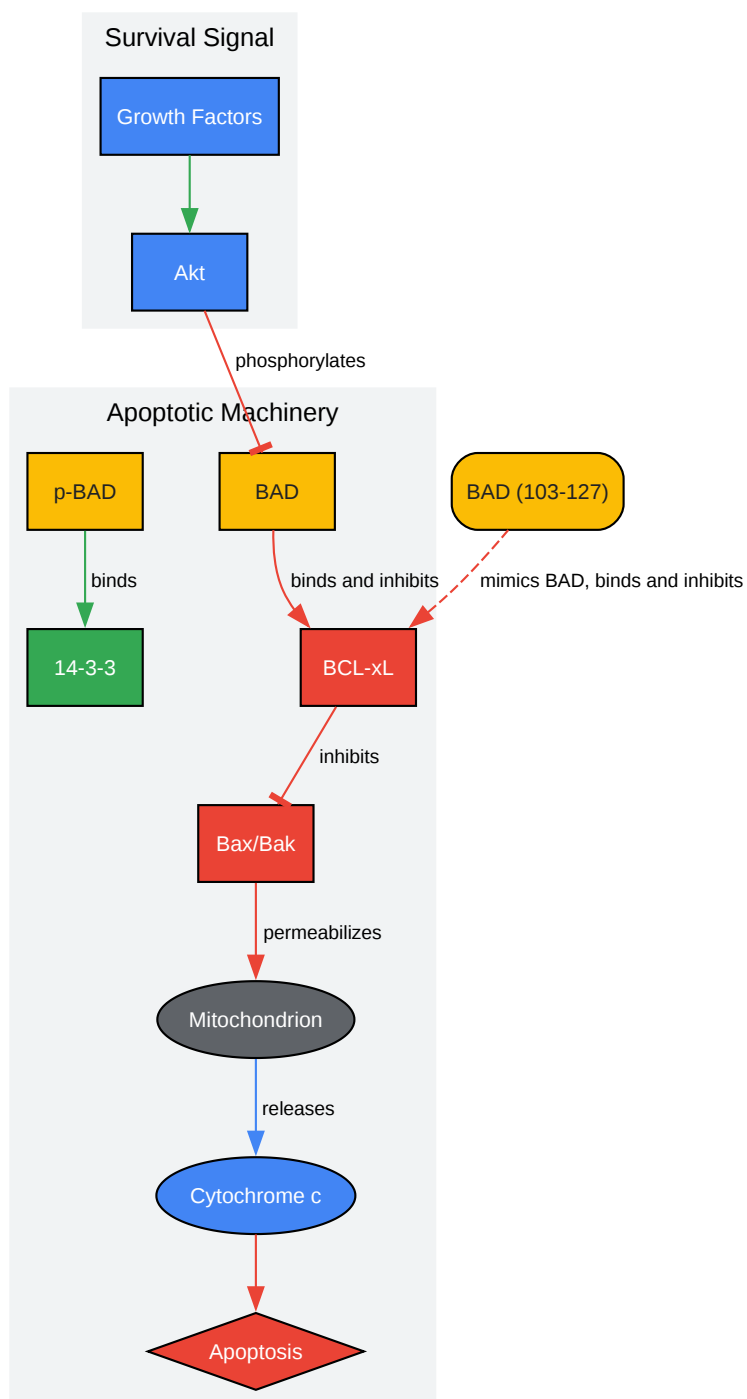 Survival Signal
Growth Factors
Akt
phosphorylates
Apoptotic Machinery
p-BAD
BAD
BAD (103-127)
binds
binds and inhibits
mimics BAD, binds and inhibits
14-3-3
BCL-xL
inhibits
Bax/Bak
permeabilizes
Mitochondrion
releases
Cytochrome c
Apoptosis